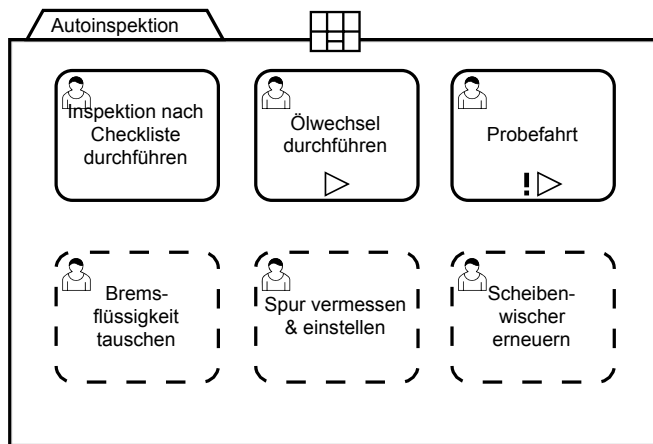 Autoinspektion
Inspektion nach
Checkliste
durchführen
Ölwechsel
durchführen
Probefahrt
!
Brems-
flüssigkeit
tauschen
Spur vermessen
& einstellen
Scheiben-
wischer
erneuern